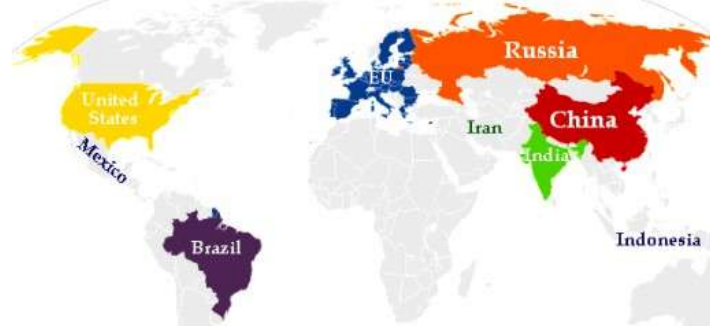 Russia
EU
United
States
China
Iran
India
Mexico
Indonesia
Brazil